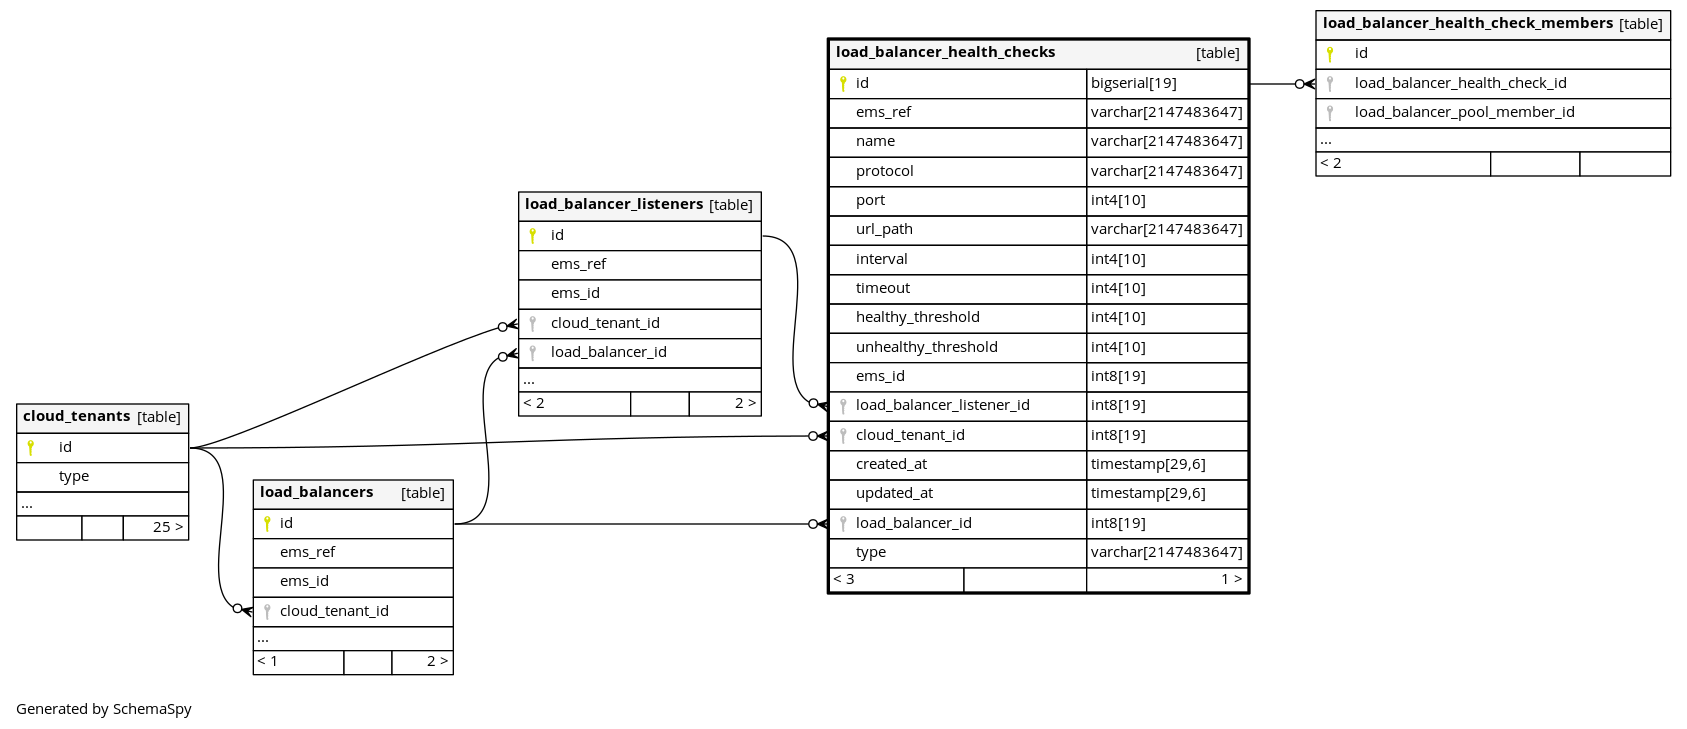 load_balancer_health_check_members [table]
id
load_balancer_health_check_id
load_balancer_pool_member_id
...
< 2
load_balancer_health_checks [table]
id bigserial[19]
ems_ref varchar[2147483647]
name varchar[2147483647]
protocol varchar[2147483647]
port int4[10]
url_path varchar[2147483647]
interval int4[10]
timeout int4[10]
healthy_threshold int4[10]
unhealthy_threshold int4[10]
ems_id int8[19]
load_balancer_listener_id int8[19]
cloud_tenant_id int8[19]
created_at timestamp[29,6]
updated_at timestamp[29,6]
load_balancer_id int8[19]
type varchar[2147483647]
< 3 1 >
load_balancer_listeners [table]
id
ems_ref
ems_id
cloud_tenant_id
load_balancer_id
...
< 2 2 >
cloud_tenants [table]
id
type
...
25 >
load_balancers [table]
id
ems_ref
ems_id
cloud_tenant_id
...
< 1 2 >
Generated by SchemaSpy